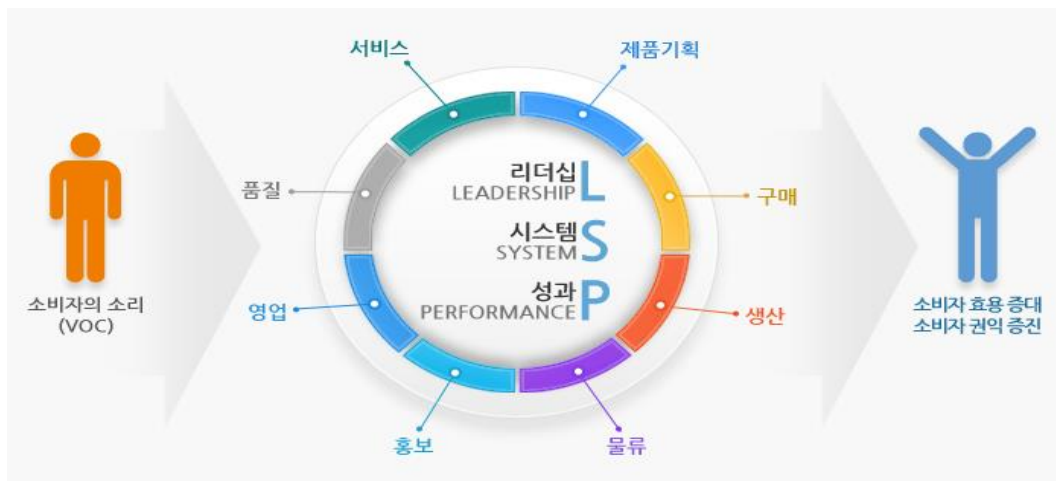 서비스
제품기획
품질
구매
영업
생산
홍보
물류
리더십
LEADERSHIP
L
시스템
SYSTEM
S
성과
PERFORMANCE
P
소비자의 소리
(VOC)
소비자 효용 증대
소비자 권익 증진